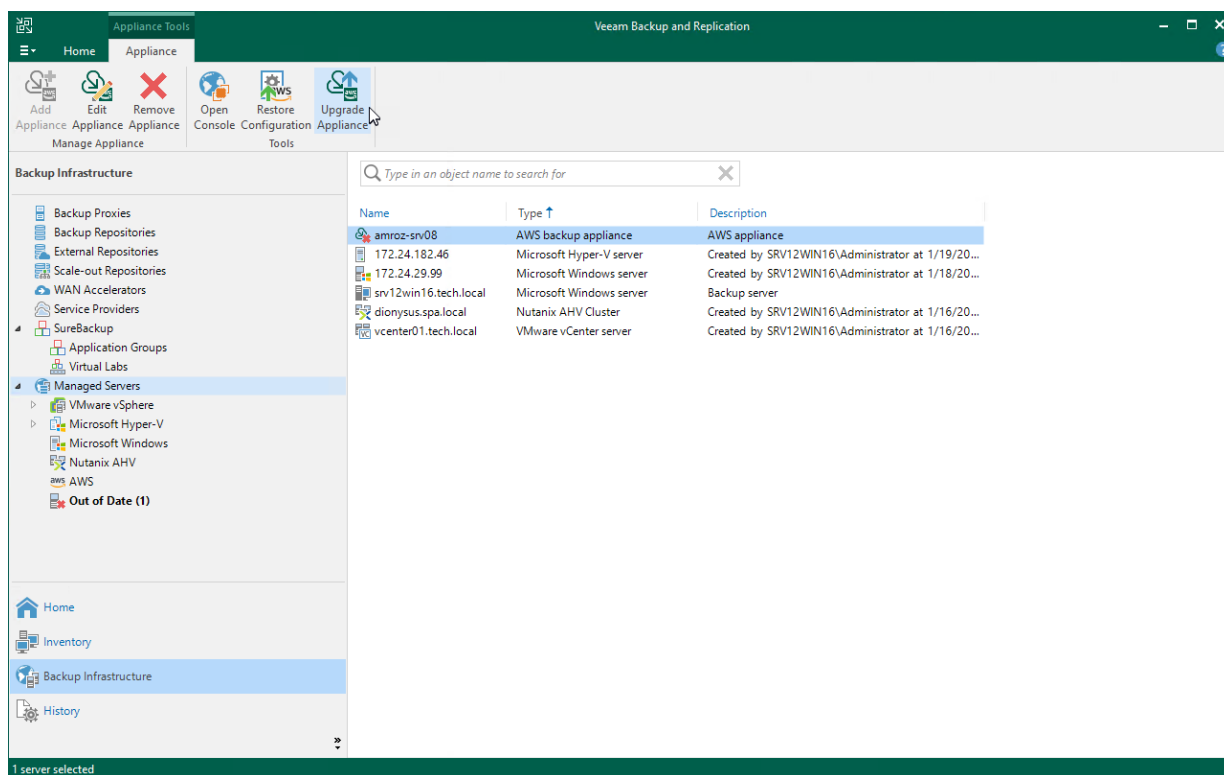 Appliance Tools
Veeam Backup and Replication
Home
Appliance
Add Appliance
Edit Appliance
Remove Appliance
Open Console
Restore Configuration
Upgrade Appliance
Manage Appliance
Tools
Backup Infrastructure
Type in an object name to search for
Backup Proxies
Backup Repositories
External Repositories
Scale-out Repositories
WAN Accelerators
Service Providers
SureBackup
Application Groups
Virtual Labs
Managed Servers
VMware vSphere
Microsoft Hyper-V
Microsoft Windows
Nutanix AHV
aws AWS
Out of Date (1)
Name Type Description
amroz-srv08 AWS backup appliance AWS appliance
172.24.182.46 Microsoft Hyper-V server Created by SRV12WIN16\Administrator at 1/19/20...
172.24.29.99 Microsoft Windows server Created by SRV12WIN16\Administrator at 1/18/20...
srv12win16.tech.local Microsoft Windows server Backup server
dionysus.spa.local Nutanix AHV Cluster Created by SRV12WIN16\Administrator at 1/16/20...
vcenter01.tech.local VMware vCenter server Created by SRV12WIN16\Administrator at 1/16/20...
Home
Inventory
Backup Infrastructure
History
1 server selected